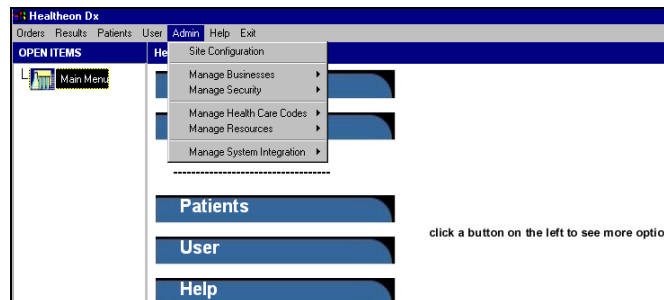 Healtheon Dx
Orders Results Patients User Admin Help Exit
OPEN ITEMS
He
Site Configuration
Main Menu
Manage Businesses
Manage Security
Manage Health Care Codes
Manage Resources
Manage System Integration
Patients
User
Help
click a button on the left to see more optio